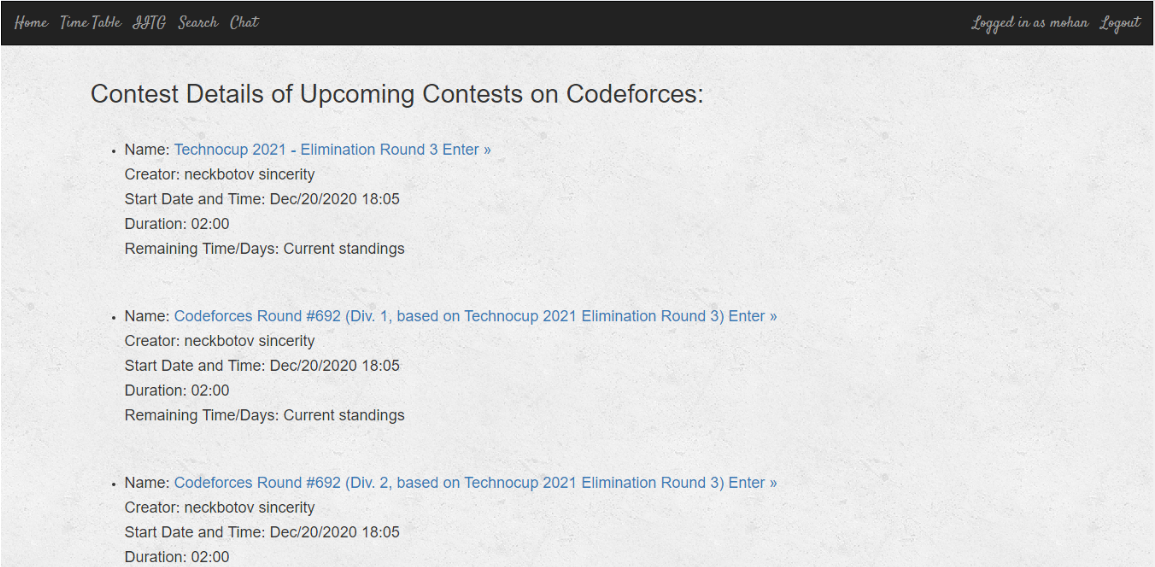 Home Time Table IITG Search Chat Logged in as mohan Logout
Contest Details of Upcoming Contests on Codeforces:
• Name: Technocup 2021 - Elimination Round 3 Enter »
Creator: neckbotov sincerity
Start Date and Time: Dec/20/2020 18:05
Duration: 02:00
Remaining Time/Days: Current standings
• Name: Codeforces Round #692 (Div. 1, based on Technocup 2021 Elimination Round 3) Enter »
Creator: neckbotov sincerity
Start Date and Time: Dec/20/2020 18:05
Duration: 02:00
Remaining Time/Days: Current standings
• Name: Codeforces Round #692 (Div. 2, based on Technocup 2021 Elimination Round 3) Enter »
Creator: neckbotov sincerity
Start Date and Time: Dec/20/2020 18:05
Duration: 02:00